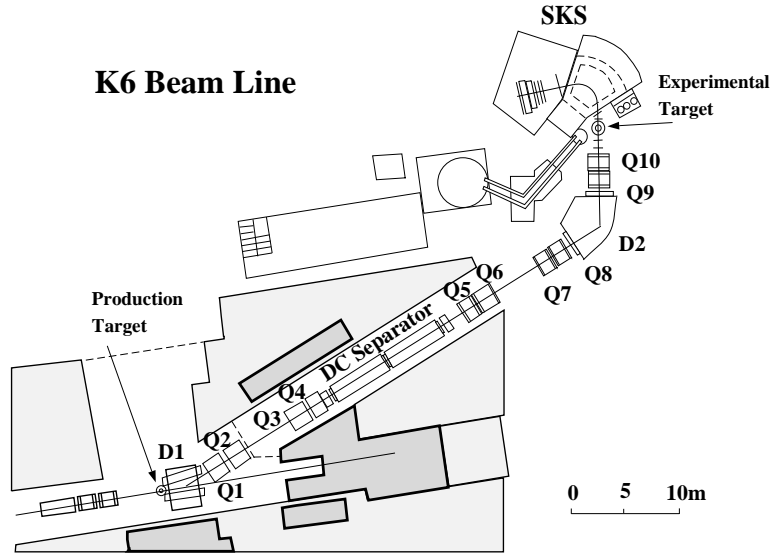 SKS
K6 Beam Line
Experimental
Target
Q10
Q9
D2
Q8
Q7
Q6
Q5
DC Separator
Production
Target
Q4
Q3
Q2
D1
Q1
0 5 10m